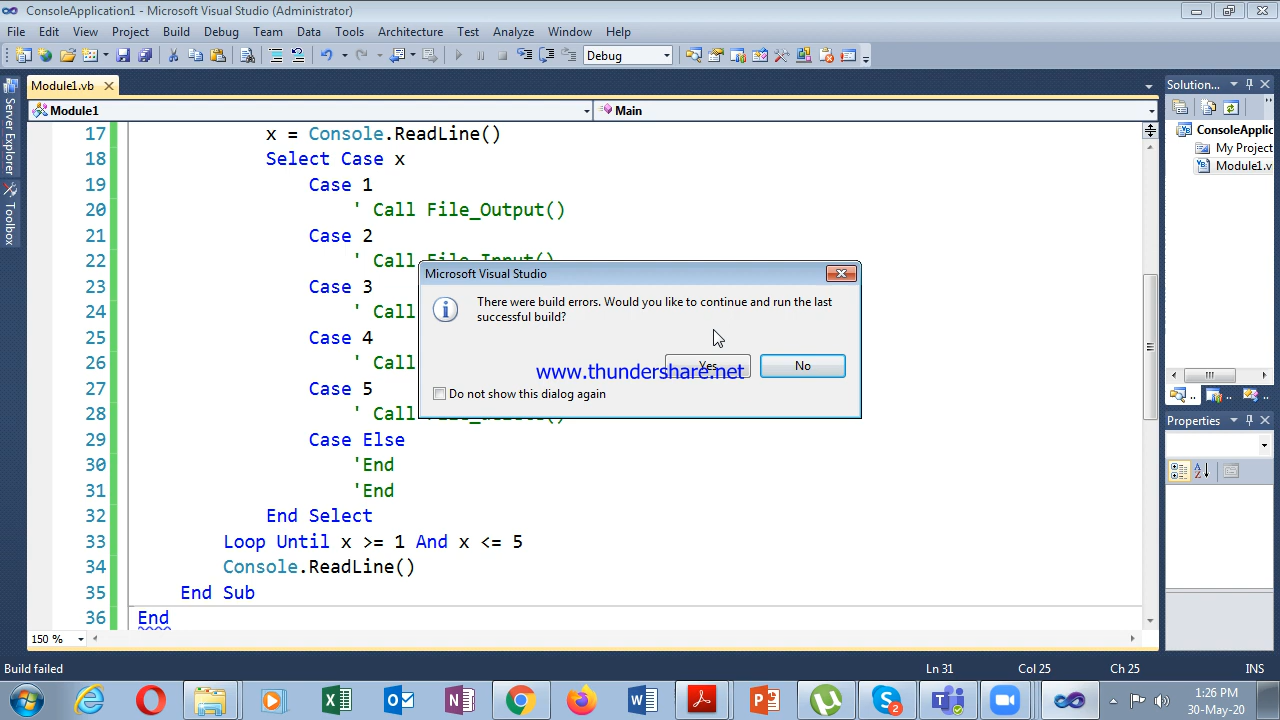 ConsoleApplication1 - Microsoft Visual Studio (Administrator)
File Edit View Project Build Debug Team Data Tools Architecture Test Analyze Window Help
Debug
Module1.vb
Solution...
Module1 Main
Server Explorer
Toolbox
17 x = Console.ReadLine()
18 Select Case x
19 Case 1
20 ' Call File_Output()
21 Case 2
22 ' Call File_Input()
23 Case 3
24 ' Call
25 Case 4
26 ' Call
27 Case 5
28 ' Call
29 Case Else
30 'End
31 'End
32 End Select
33 Loop Until x >= 1 And x <= 5
34 Console.ReadLine()
35 End Sub
36 End
Microsoft Visual Studio
There were build errors. Would you like to continue and run the last
successful build?
Yes No
www.thundershare.net
Do not show this dialog again
ConsoleApplic
My Project
Module1.v
Properties
150 %
Build failed Ln 31 Col 25 Ch 25 INS
1:26 PM
30-May-20